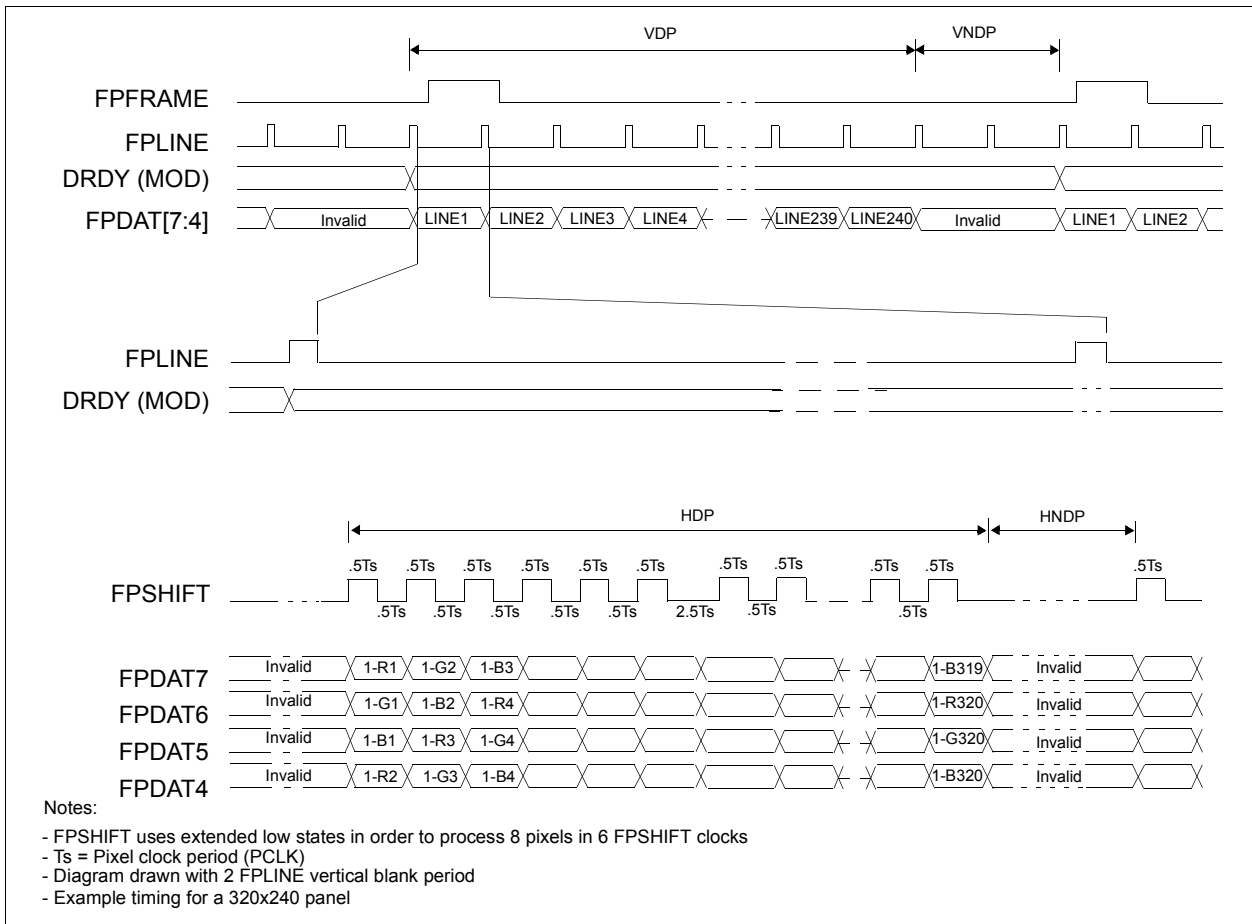 VDP VNDP
FPFRAME
FPLINE
DRDY (MOD)
FPDAT[7:4] Invalid LINE1 LINE2 LINE3 LINE4 LINE239 LINE240 Invalid LINE1 LINE2
FPLINE
DRDY (MOD)
HDP HNDP
.5Ts .5Ts .5Ts .5Ts .5Ts .5Ts .5Ts .5Ts .5Ts .5Ts .5Ts
FPSHIFT
.5Ts .5Ts .5Ts .5Ts .5Ts 2.5Ts .5Ts .5Ts
FPDAT7 Invalid 1-R1 1-G2 1-B3 1-B319 Invalid
FPDAT6 Invalid 1-G1 1-B2 1-R4 1-R320 Invalid
FPDAT5 Invalid 1-B1 1-R3 1-G4 1-G320 Invalid
FPDAT4 Invalid 1-R2 1-G3 1-B4 1-B320 Invalid
Notes:
- FPSHIFT uses extended low states in order to process 8 pixels in 6 FPSHIFT clocks
- Ts = Pixel clock period (PCLK)
- Diagram drawn with 2 FPLINE vertical blank period
- Example timing for a 320x240 panel